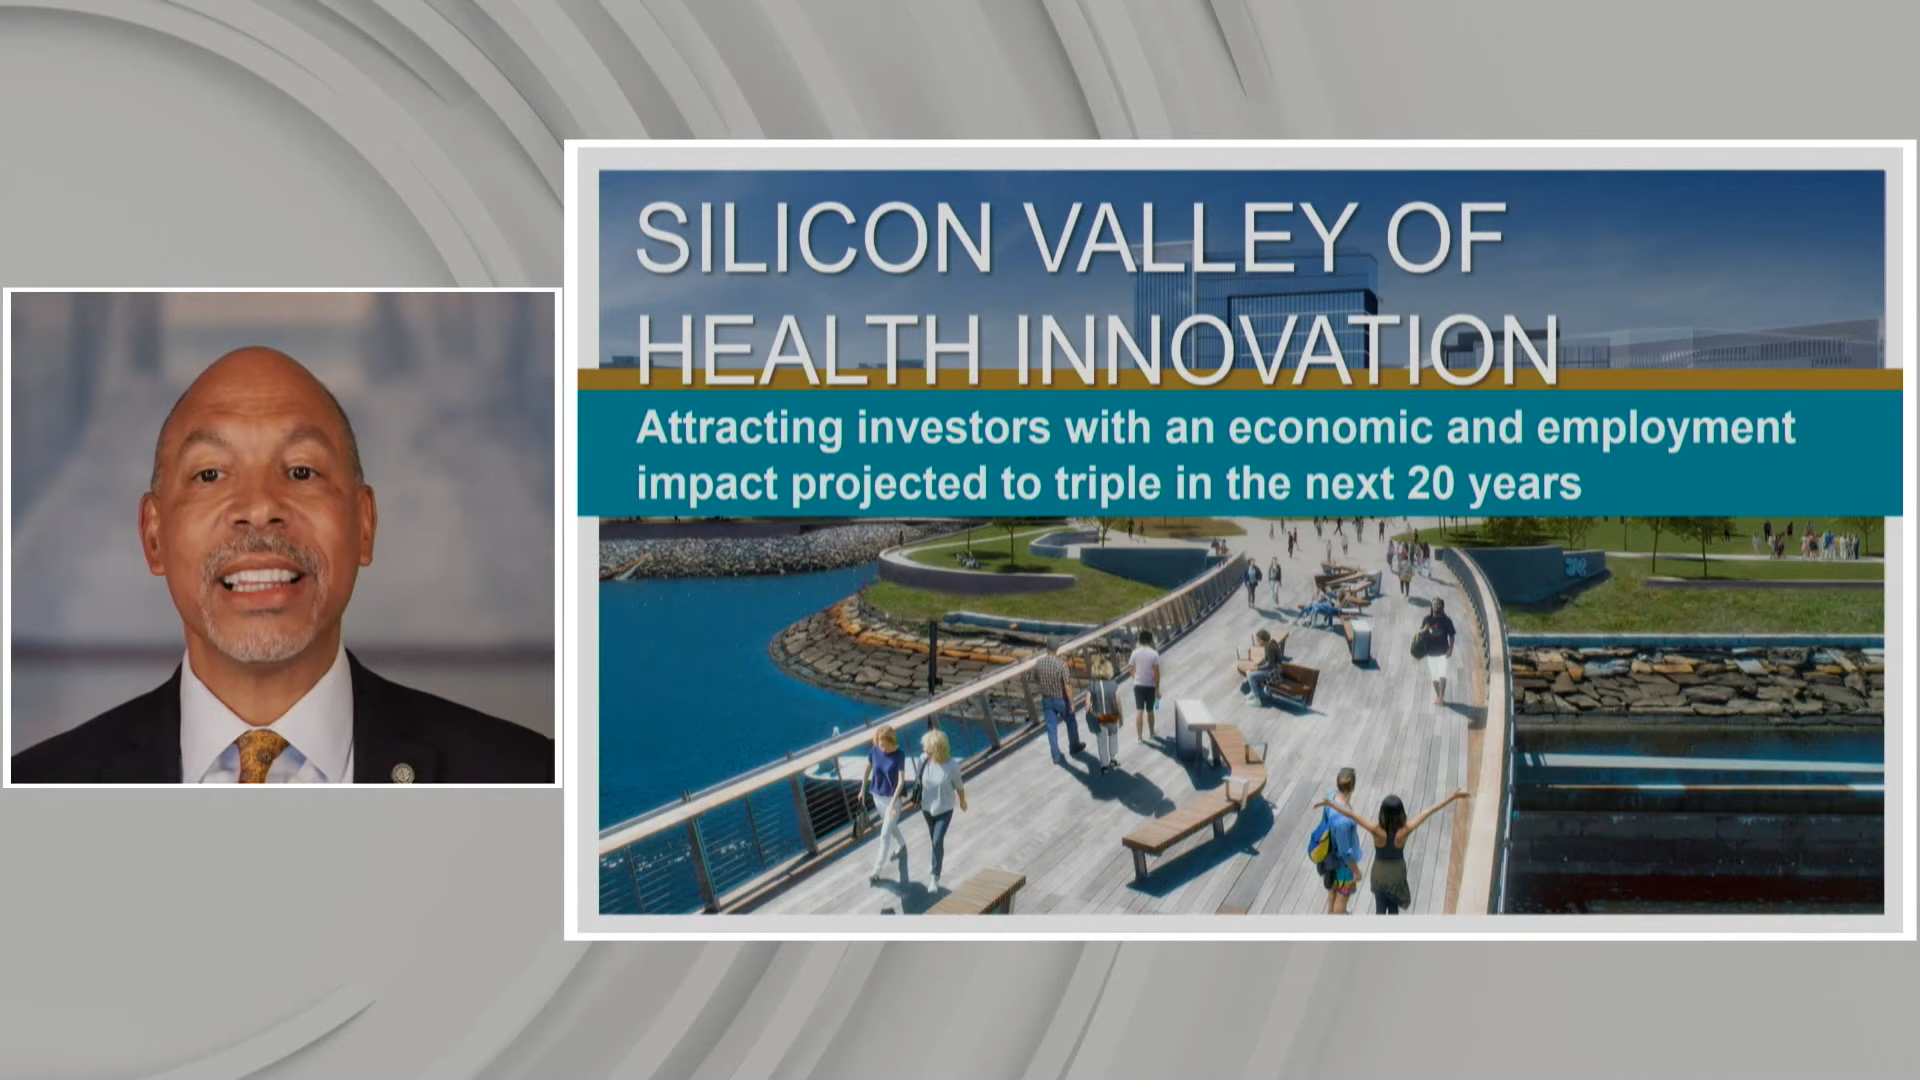 SILICON VALLEY OF
HEALTH INNOVATION
Attracting investors with an economic and employment
impact projected to triple in the next 20 years